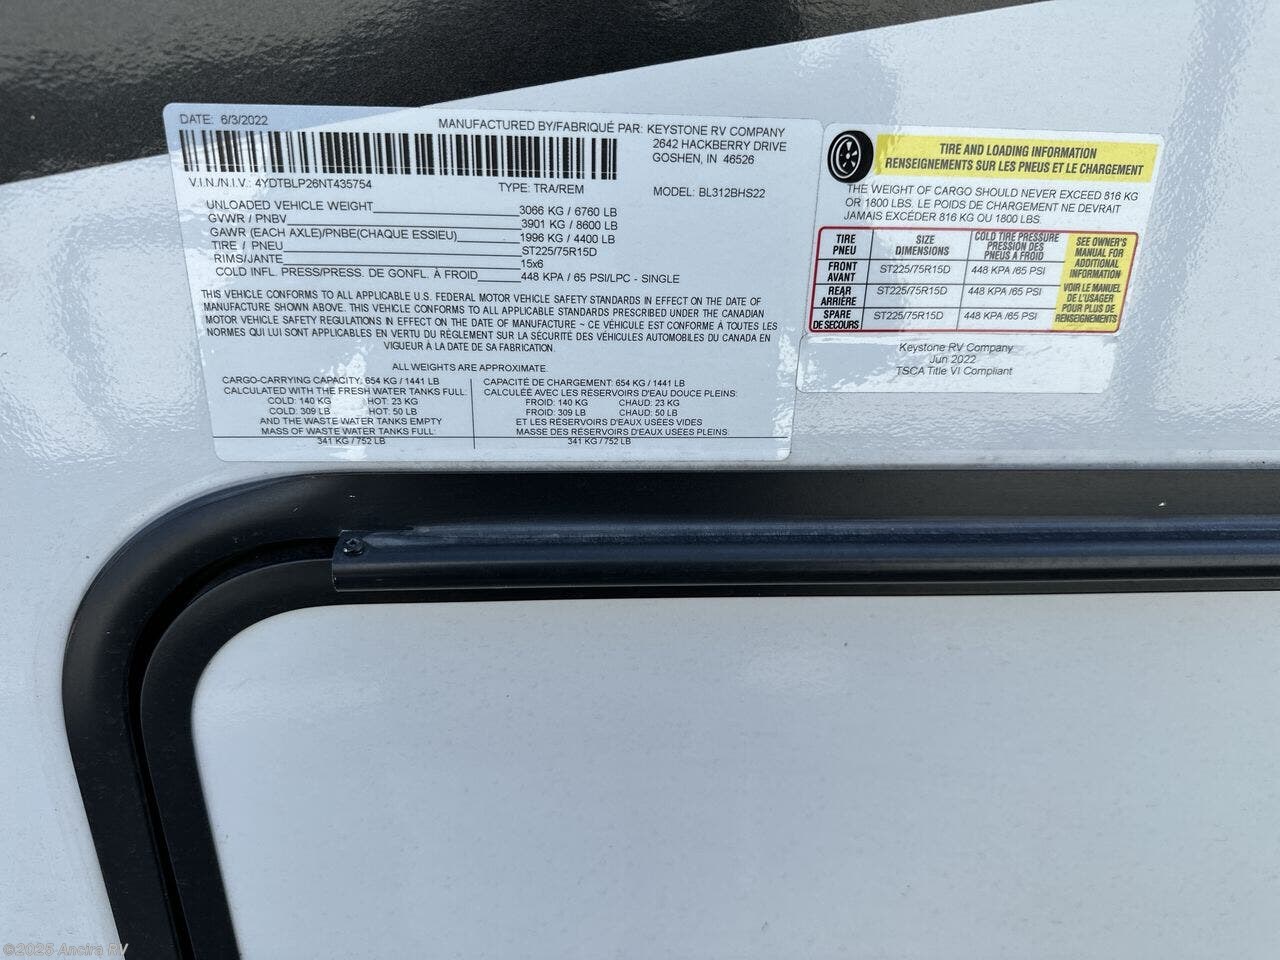 DATE: 6/3/2022
MANUFACTURED BY/FABRIQUÉ PAR: KEYSTONE RV COMPANY
2642 HACKBERRY DRIVE
GOSHEN, IN 46526
V.I.N./N.I.V.: 4YDTBLP26NT435754
TYPE: TRA/REM
MODEL: BL312BHS22
UNLOADED VEHICLE WEIGHT 3066 KG / 6760 LB
GVWR / PNBV 3901 KG / 8600 LB
GAWR (EACH AXLE)/PNBE(CHAQUE ESSIEU) 1996 KG / 4400 LB
TIRE / PNEU ST225/75R15D
RIMS/JANTE 15x6
COLD INFL. PRESS/PRESS. DE GONFL. À FROID 448 KPA / 65 PSI/LPC - SINGLE
THIS VEHICLE CONFORMS TO ALL APPLICABLE U.S. FEDERAL MOTOR VEHICLE SAFETY STANDARDS IN EFFECT ON THE DATE OF
MANUFACTURE SHOWN ABOVE. THIS VEHICLE CONFORMS TO ALL APPLICABLE STANDARDS PRESCRIBED UNDER THE CANADIAN
MOTOR VEHICLE SAFETY REGULATIONS IN EFFECT ON THE DATE OF MANUFACTURE ~ CE VÉHICULE EST CONFORME À TOUTES LES
NORMES QUI LUI SONT APPLICABLES EN VERTU DU RÈGLEMENT SUR LA SÉCURITÉ DES VÉHICULES AUTOMOBILES DU CANADA EN
VIGUEUR À LA DATE DE SA FABRICATION.
ALL WEIGHTS ARE APPROXIMATE.
CARGO-CARRYING CAPACITY: 654 KG / 1441 LB
CALCULATED WITH THE FRESH WATER TANKS FULL:
COLD: 140 KG HOT: 23 KG
COLD: 309 LB HOT: 50 LB
AND THE WASTE WATER TANKS EMPTY
MASS OF WASTE WATER TANKS FULL:
341 KG / 752 LB
CAPACITÉ DE CHARGEMENT: 654 KG / 1441 LB
CALCULÉE AVEC LES RÉSERVOIRS D'EAU DOUCE PLEINS:
FROID: 140 KG CHAUD: 23 KG
FROID: 309 LB CHAUD: 50 LB
ET LES RÉSERVOIRS D'EAUX USÉES VIDES
MASSE DES RÉSERVOIRS D'EAUX USÉES PLEINS:
341 KG / 752 LB
TIRE AND LOADING INFORMATION
RENSEIGNEMENTS SUR LES PNEUS ET LE CHARGEMENT
THE WEIGHT OF CARGO SHOULD NEVER EXCEED 816 KG
OR 1800 LBS. LE POIDS DE CHARGEMENT NE DEVRAIT
JAMAIS EXCÉDER 816 KG OU 1800 LBS.
TIRE
PNEU
SIZE
DIMENSIONS
COLD TIRE PRESSURE
PRESSION DES
PNEUS A FROID
FRONT
AVANT
ST225/75R15D 448 KPA /65 PSI
REAR
ARRIÈRE
ST225/75R15D 448 KPA /65 PSI
SPARE
DE SECOURS
ST225/75R15D 448 KPA /65 PSI
SEE OWNER'S
MANUAL FOR
ADDITIONAL
INFORMATION
VOIR LE MANUEL
DE L'USAGER
POUR PLUS DE
RENSEIGNEMENTS
Keystone RV Company
Jun 2022
TSCA Title VI Compliant
©2025 Ancira RV